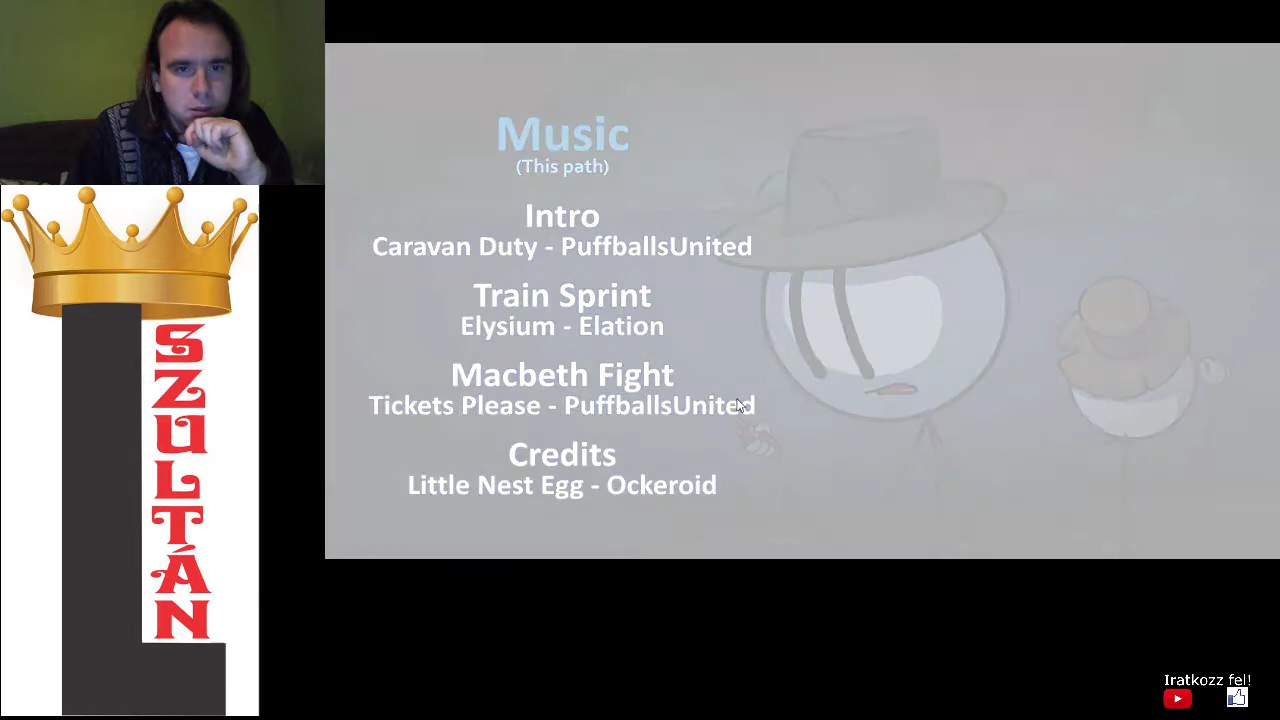 Music
(This path)
Intro
Caravan Duty - PuffballsUnited
Train Sprint
Elysium - Elation
Macbeth Fight
Tickets Please - PuffballsUnited
Credits
Little Nest Egg - Ockeroid
L
SZULTÁN
Iratkozz fel!